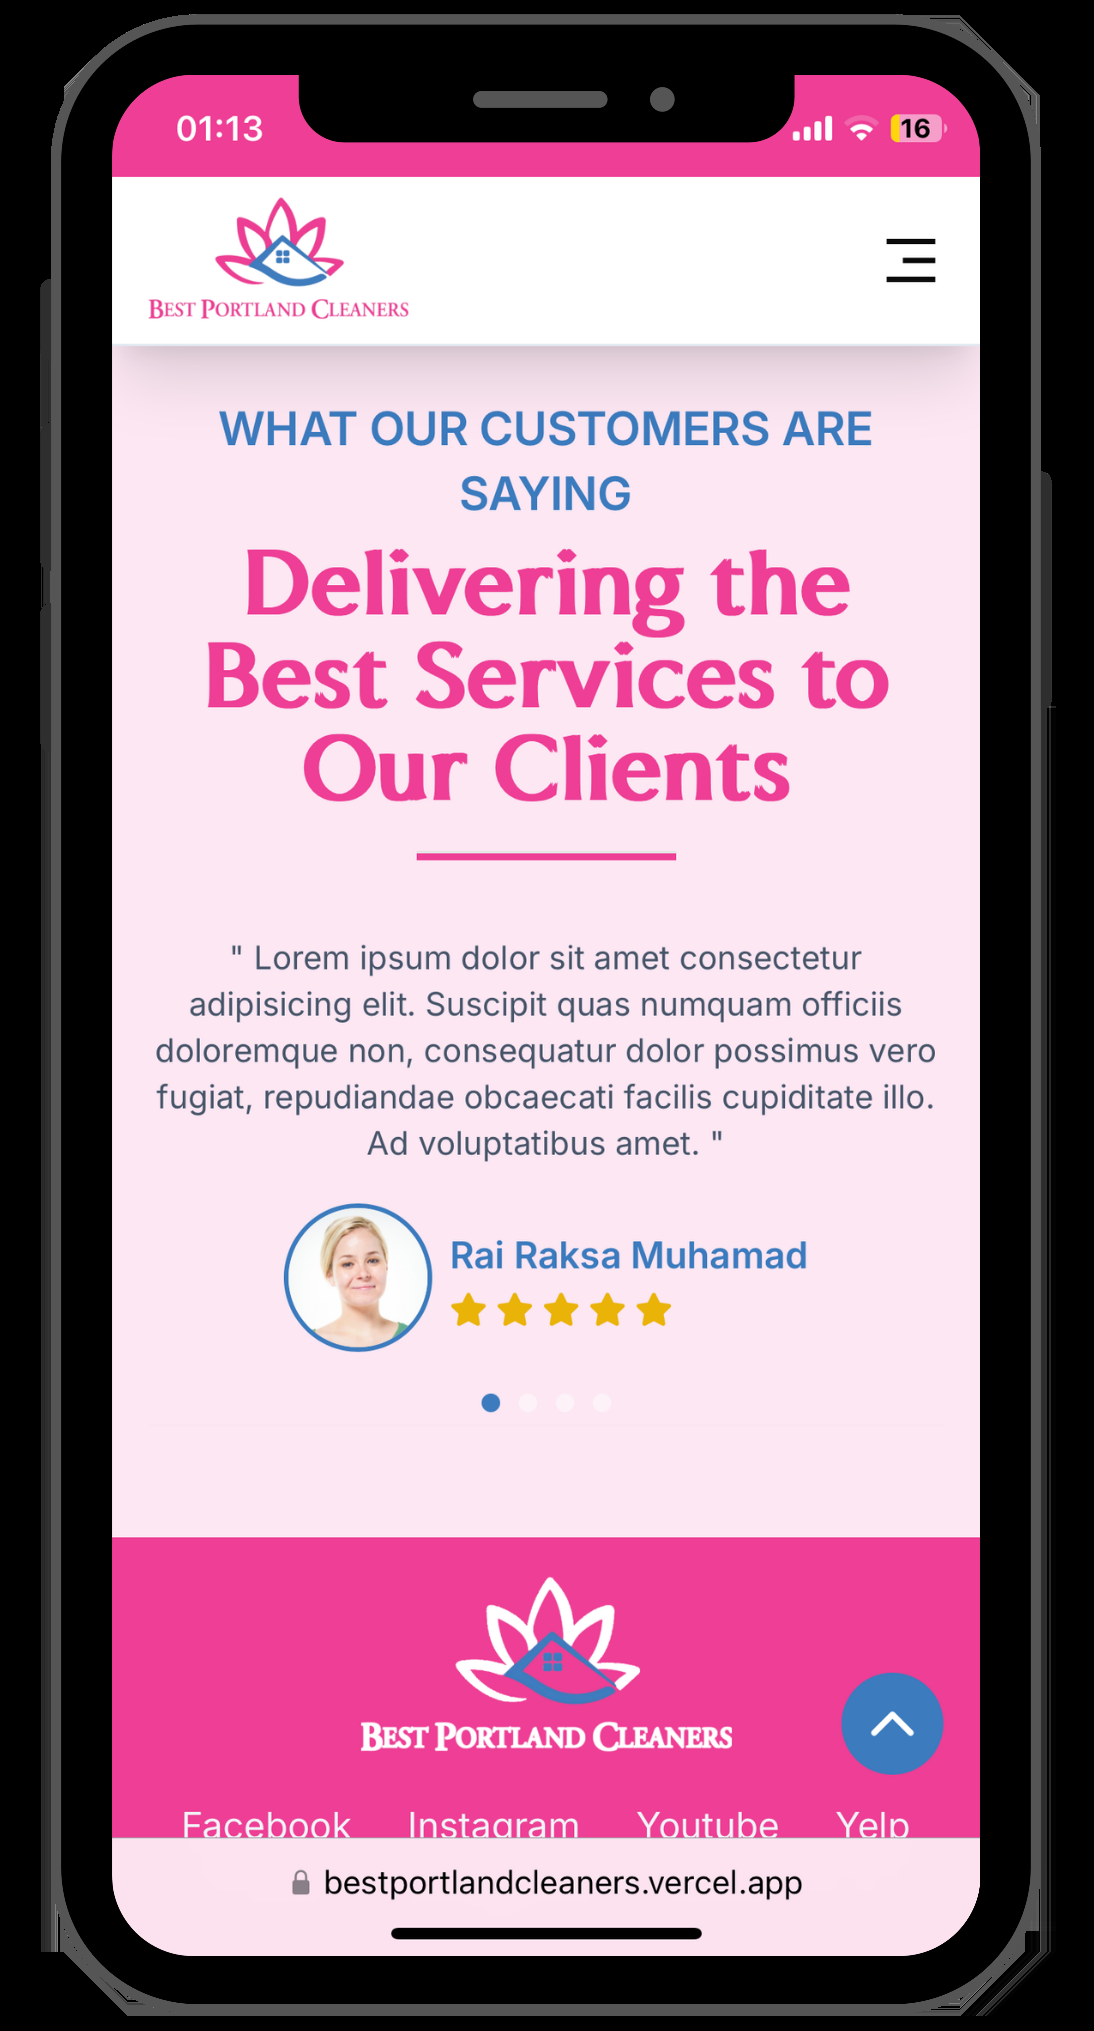 01:13
16
BEST PORTLAND CLEANERS
WHAT OUR CUSTOMERS ARE
SAYING
Delivering the
Best Services to
Our Clients
" Lorem ipsum dolor sit amet consectetur
adipisicing elit. Suscipit quas numquam officiis
doloremque non, consequatur dolor possimus vero
fugiat, repudiandae obcaecati facilis cupiditate illo.
Ad voluptatibus amet. "
Rai Raksa Muhamad
BEST PORTLAND CLEANERS
Facebook Instagram Youtube Yelp
bestportlandcleaners.vercel.app